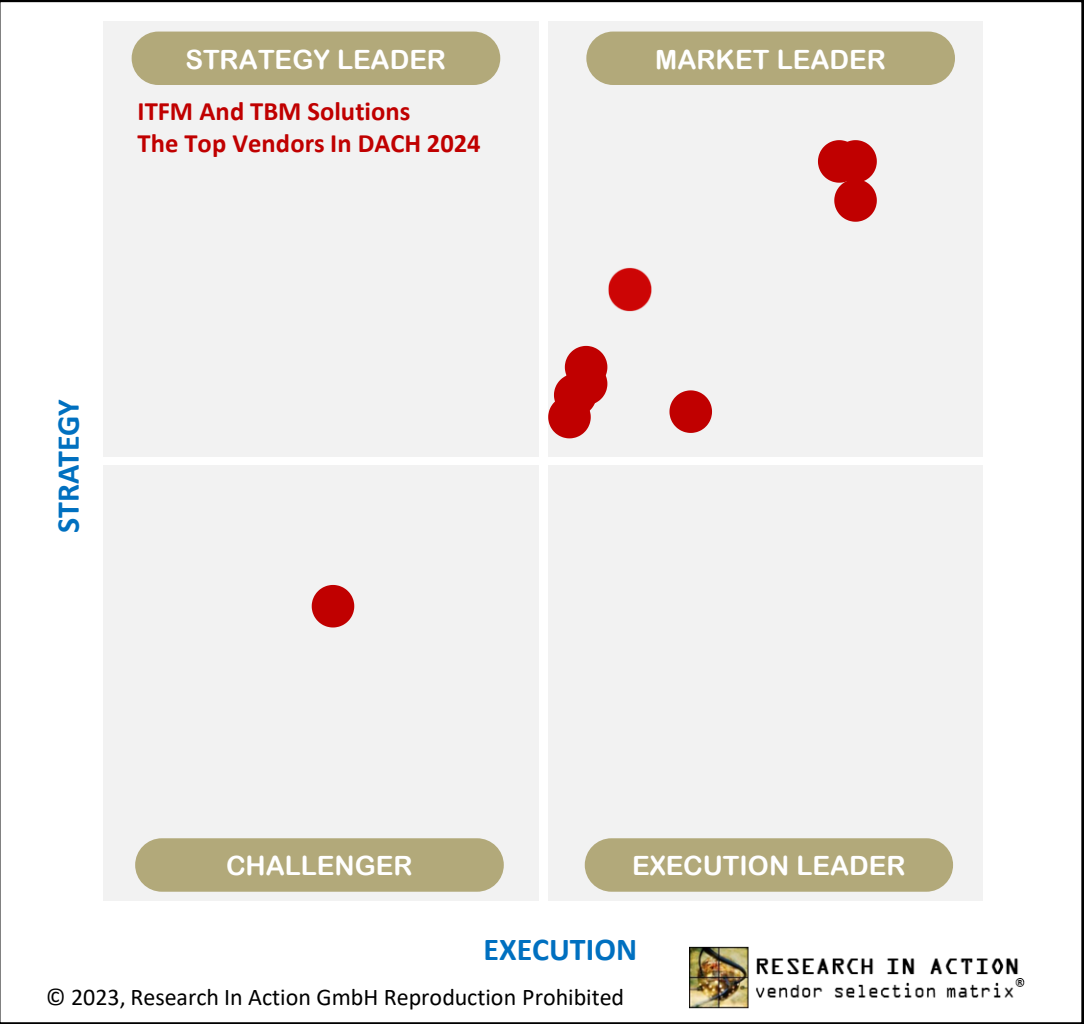 STRATEGY LEADER
MARKET LEADER
ITFM And TBM Solutions
The Top Vendors In DACH 2024
STRATEGY
CHALLENGER
EXECUTION LEADER
EXECUTION
RESEARCH IN ACTION
vendor selection matrix®
© 2023, Research In Action GmbH Reproduction Prohibited